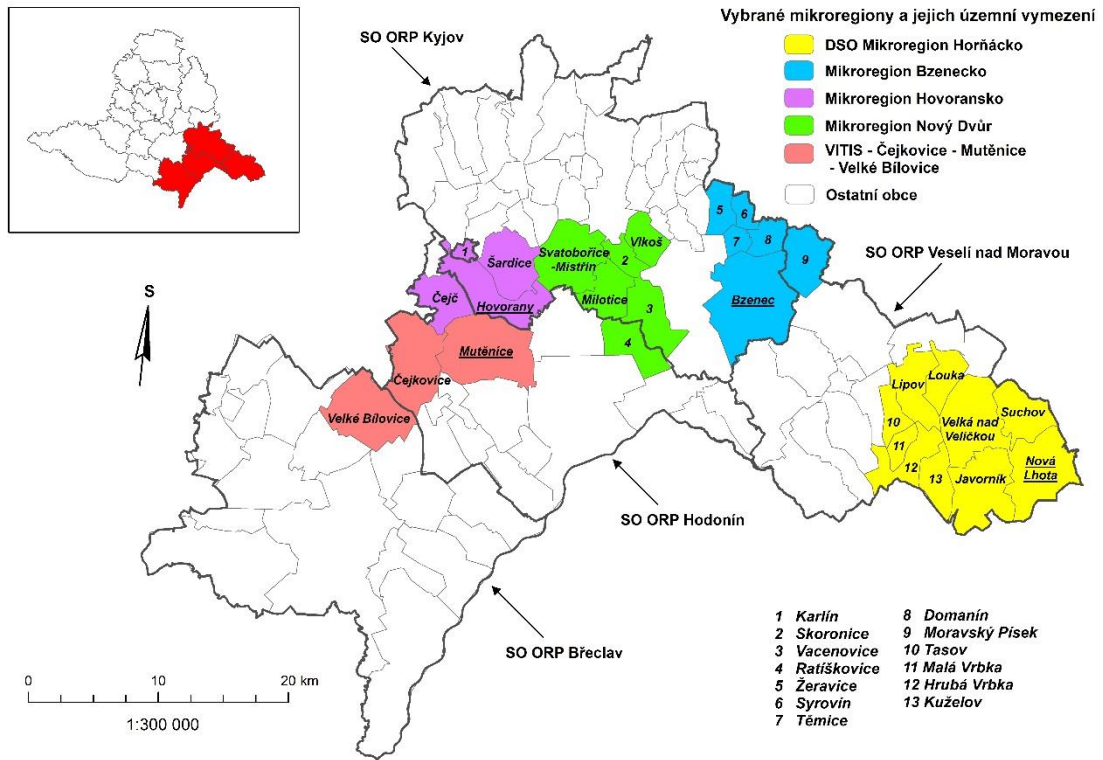 Vybrané mikroregiony a jejich územní vymezení
DSO Mikroregion Horňácko
Mikroregion Bzenecko
Mikroregion Hovoransko
Mikroregion Nový Dvůr
VITIS - Čejkovice - Mutěnice
- Velké Bílovice
Ostatní obce
SO ORP Kyjov
SO ORP Veselí nad Moravou
SO ORP Hodonín
SO ORP Břeclav
S
1
Šardice
Čejč
Hovorany
Svatobořice
-Mistřín
2
Vlkoš
Milotice
3
4
5
6
7
8
9
Bzenec
Mutěnice
Čejkovice
Velké Bílovice
Lipov
Louka
Velká nad
Veličkou
Suchov
Nová
Lhota
Javorník
10
11
12
13
0 10 20 km
1:300 000
1 Karlín
2 Skoronice
3 Vacenovice
4 Ratíškovice
5 Žeravice
6 Syrovín
7 Těmice
8 Domanín
9 Moravský Písek
10 Tasov
11 Malá Vrbka
12 Hrubá Vrbka
13 Kuželov